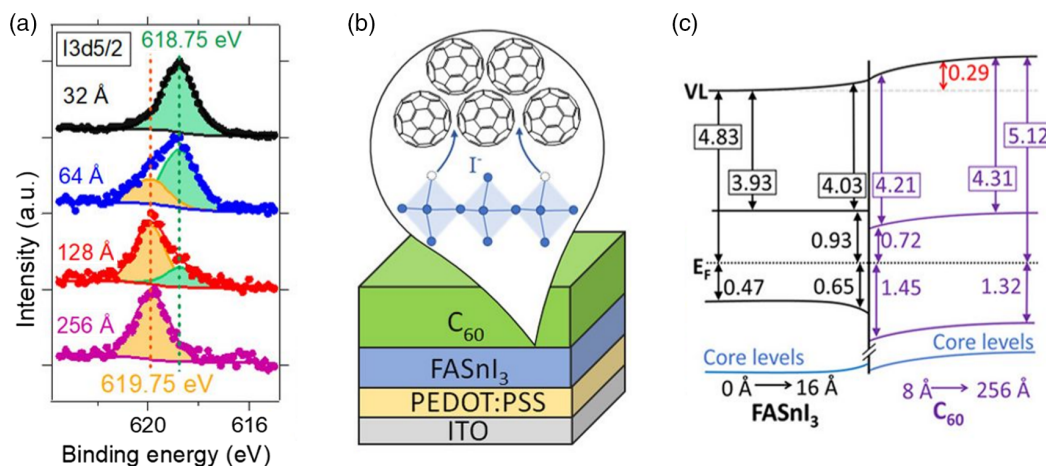 (a)
I3d5/2
618.75 eV
32 Å
64 Å
128 Å
256 Å
619.75 eV
Intensity (a.u.)
620
616
Binding energy (eV)
(b)
I-
C60
FASnI3
PEDOT:PSS
ITO
(c)
VL
0.29
4.83
3.93
4.03
4.21
4.31
5.12
0.93
0.72
EF
0.47
0.65
1.45
1.32
Core levels
Core levels
0 Å 16 Å
8 Å 256 Å
FASnI3
C60